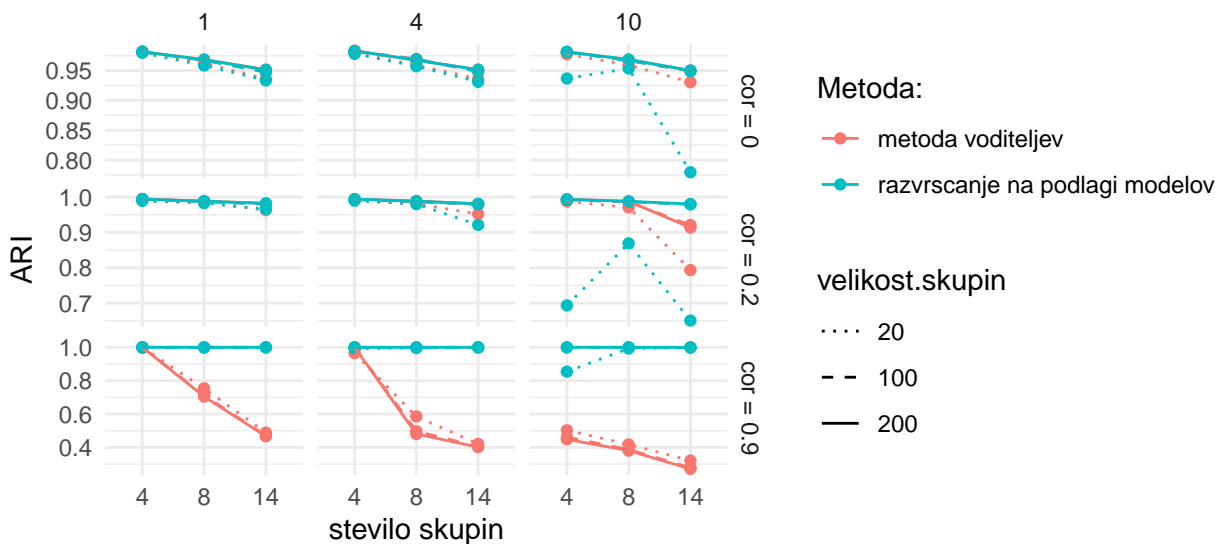 1 4 10
0.95
0.90
0.85
0.80
cor = 0
1.0
0.9
0.8
0.7
cor = 0.2
1.0
0.8
0.6
0.4
cor = 0.9
4 8 14 4 8 14 4 8 14
stevilo skupin
ARI
Metoda:
metoda voditeljev
razvrscanje na podlagi modelov
velikost.skupin
20
100
200